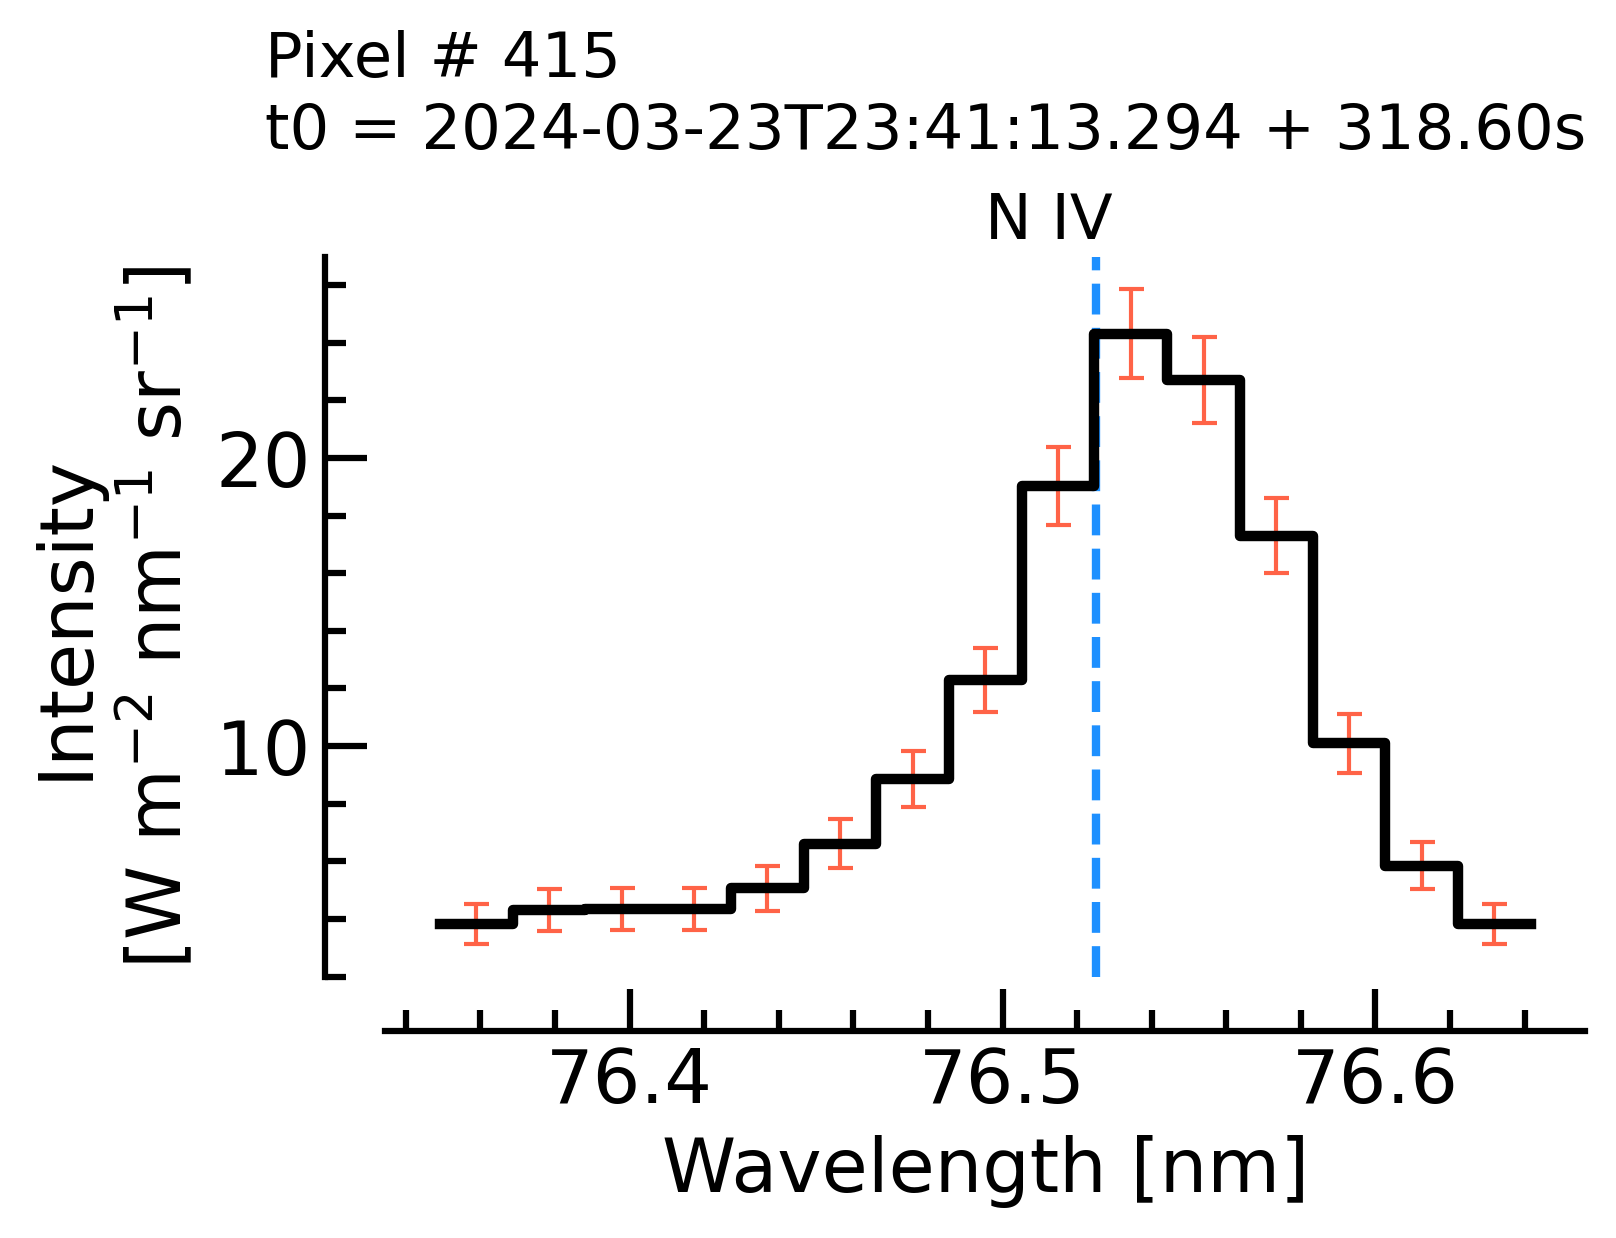 Pixel # 415
t0 = 2024-03-23T23:41:13.294 + 318.60s
N IV
Intensity
[W m⁻² nm⁻¹ sr⁻¹]
20
10
76.4 76.5 76.6
Wavelength [nm]